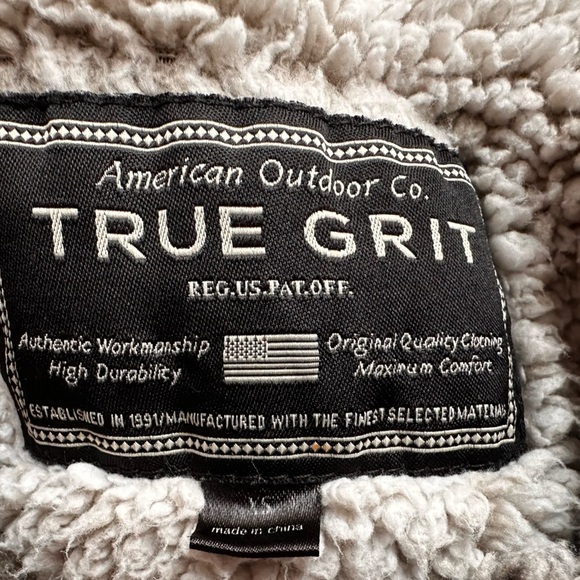 American Outdoor Co.
TRUE GRIT
REG.US.PAT.OFF.
Authentic Workmanship
High Durability
Original Quality Clothing
Maximum Comfort
ESTABLISHED IN 1991/MANUFACTURED WITH THE FINEST SELECTED MATERIALS
XS
made in china